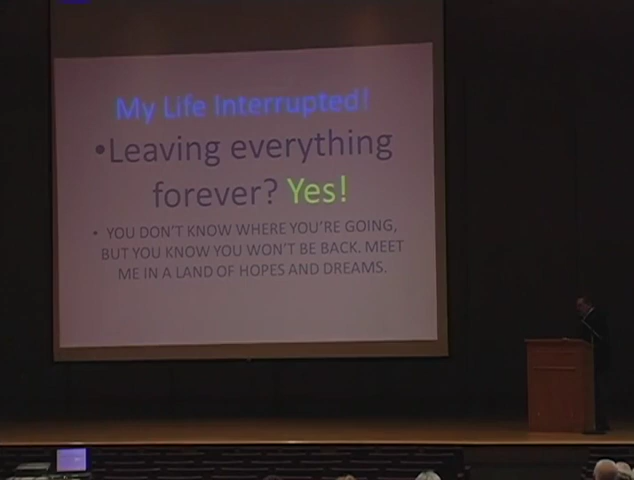 My Life Interrupted!
•Leaving everything
forever? Yes!
• YOU DON'T KNOW WHERE YOU'RE GOING,
BUT YOU KNOW YOU WON'T BE BACK. MEET
ME IN A LAND OF HOPES AND DREAMS.